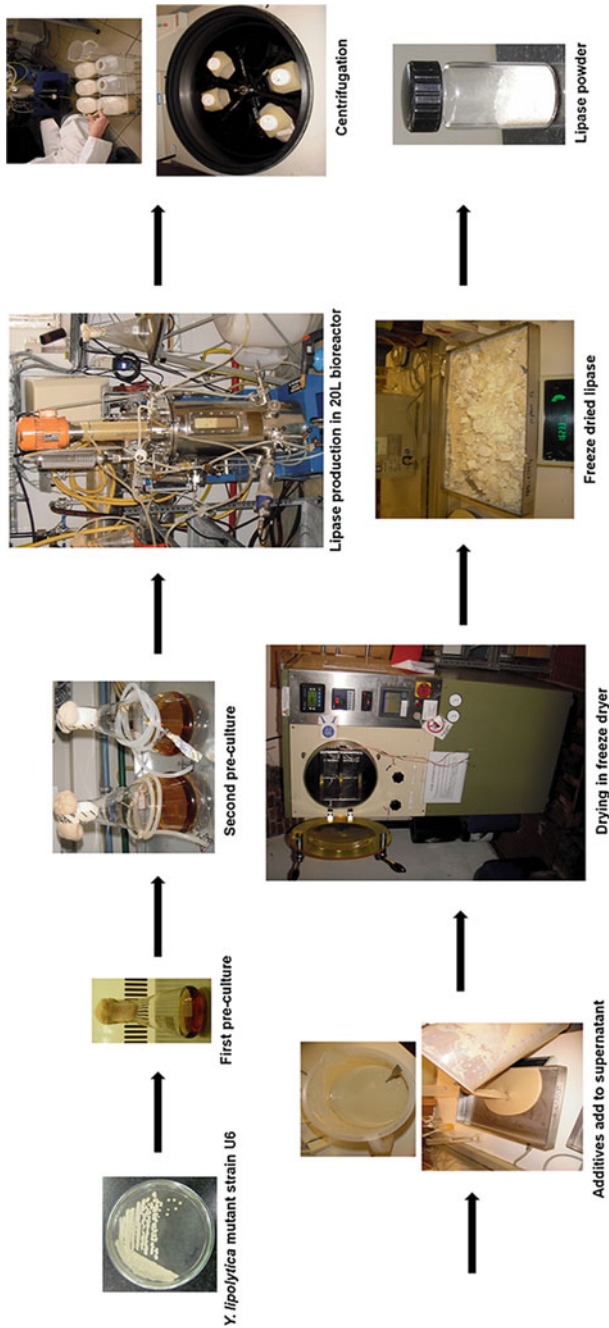 Y. lipolytica mutant strain U6
First pre-culture
Second pre-culture
Lipase production in 20L bioreactor
Centrifugation
Additives add to supernatant
Drying in freeze dryer
Freeze dried lipase
Lipase powder